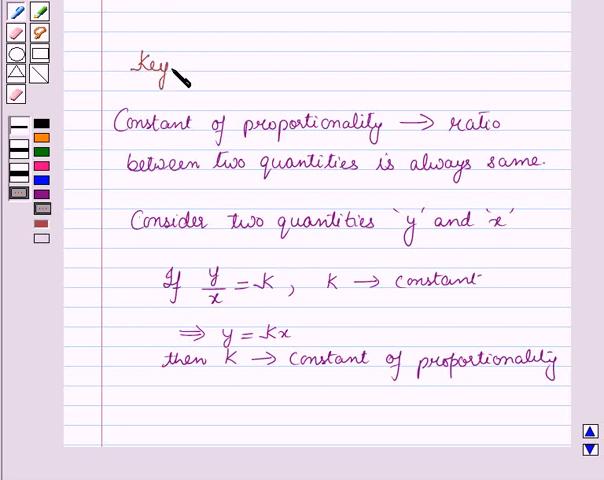 Key
Constant of proportionality → ratio
between two quantities is always same.
Consider two quantities 'y' and 'x'
If y/x = K, K → constant
⇒ y = Kx
then K → Constant of proportionality